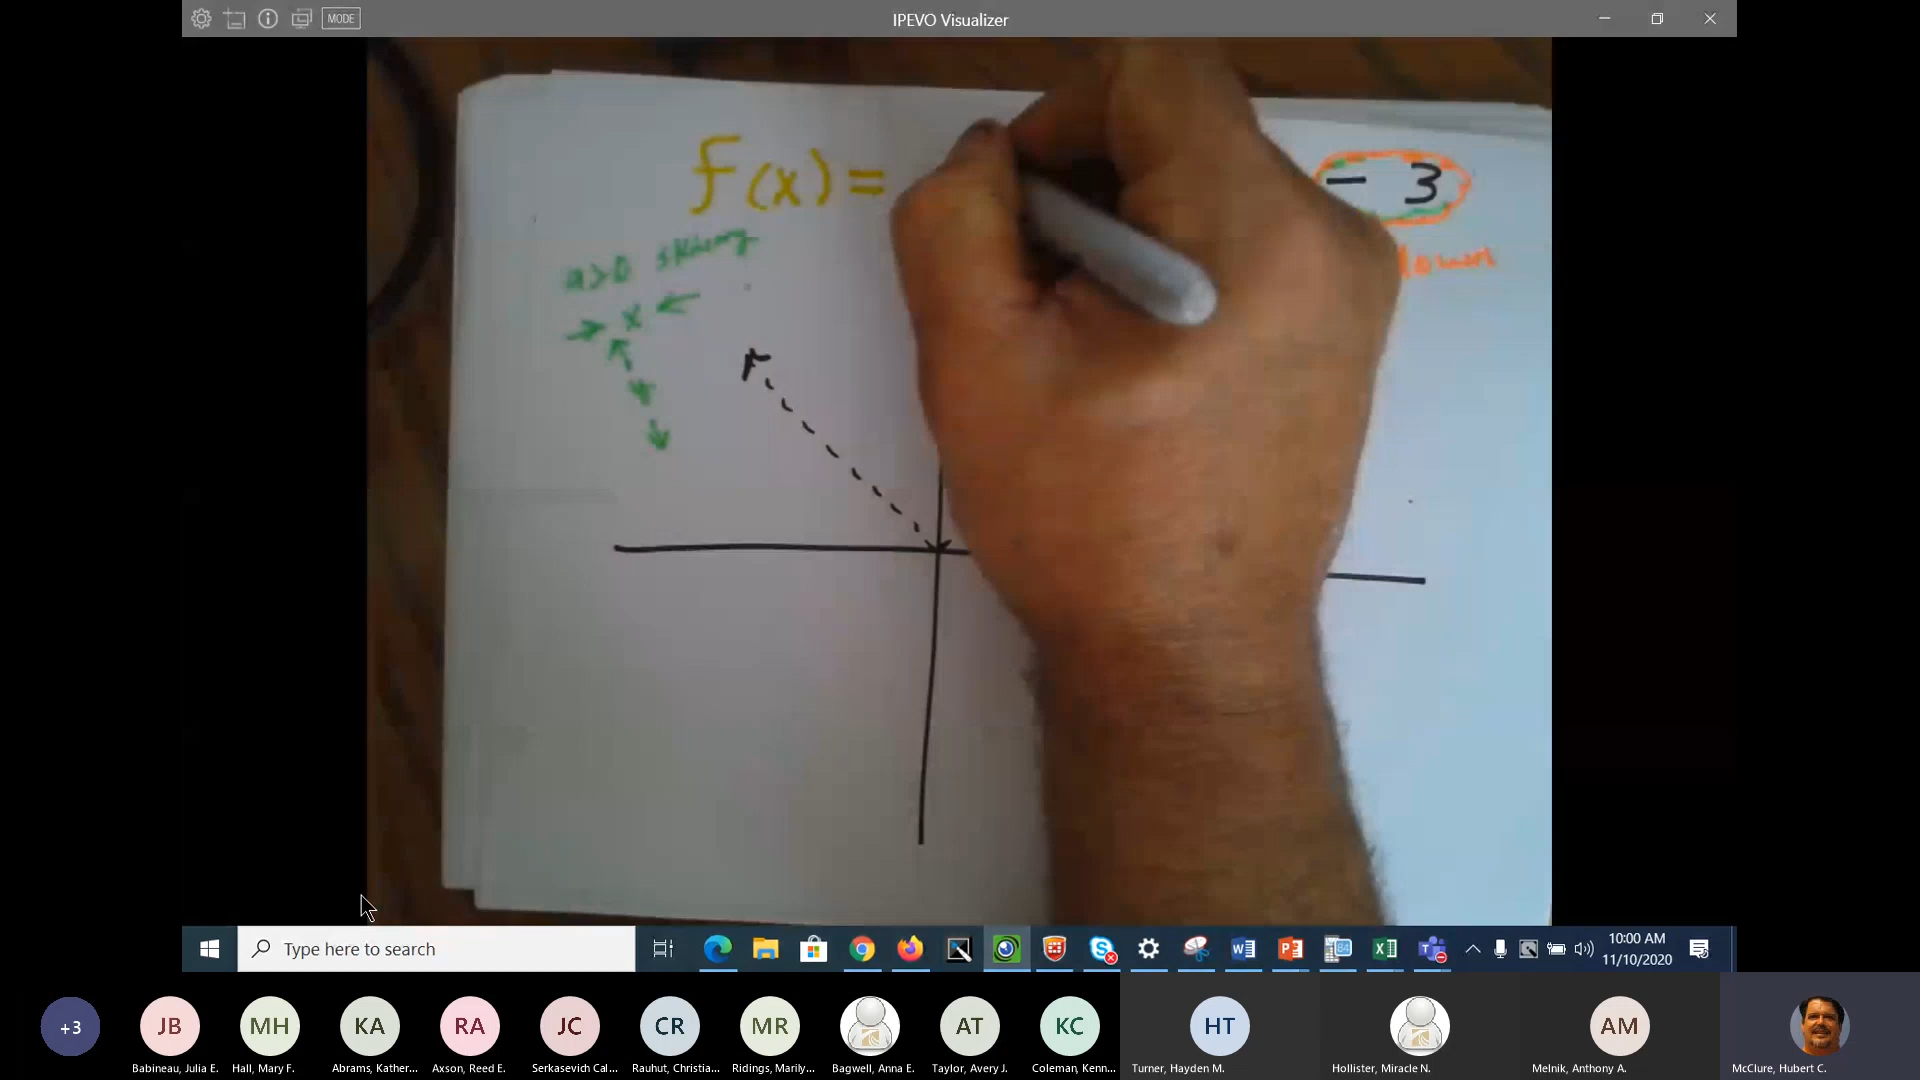 MODE
IPEVO Visualizer
f(x) = - 3
a>0 skinny
down
x
y
Type here to search
10:00 AM
11/10/2020
+3
JB
MH
KA
RA
JC
CR
MR
AT
KC
HT
AM
Babineau, Julia E.
Hall, Mary F.
Abrams, Kather...
Axson, Reed E.
Serkasevich Cal...
Rauhut, Christia...
Ridings, Marily...
Bagwell, Anna E.
Taylor, Avery J.
Coleman, Kenn...
Turner, Hayden M.
Hollister, Miracle N.
Melnik, Anthony A.
McClure, Hubert C.